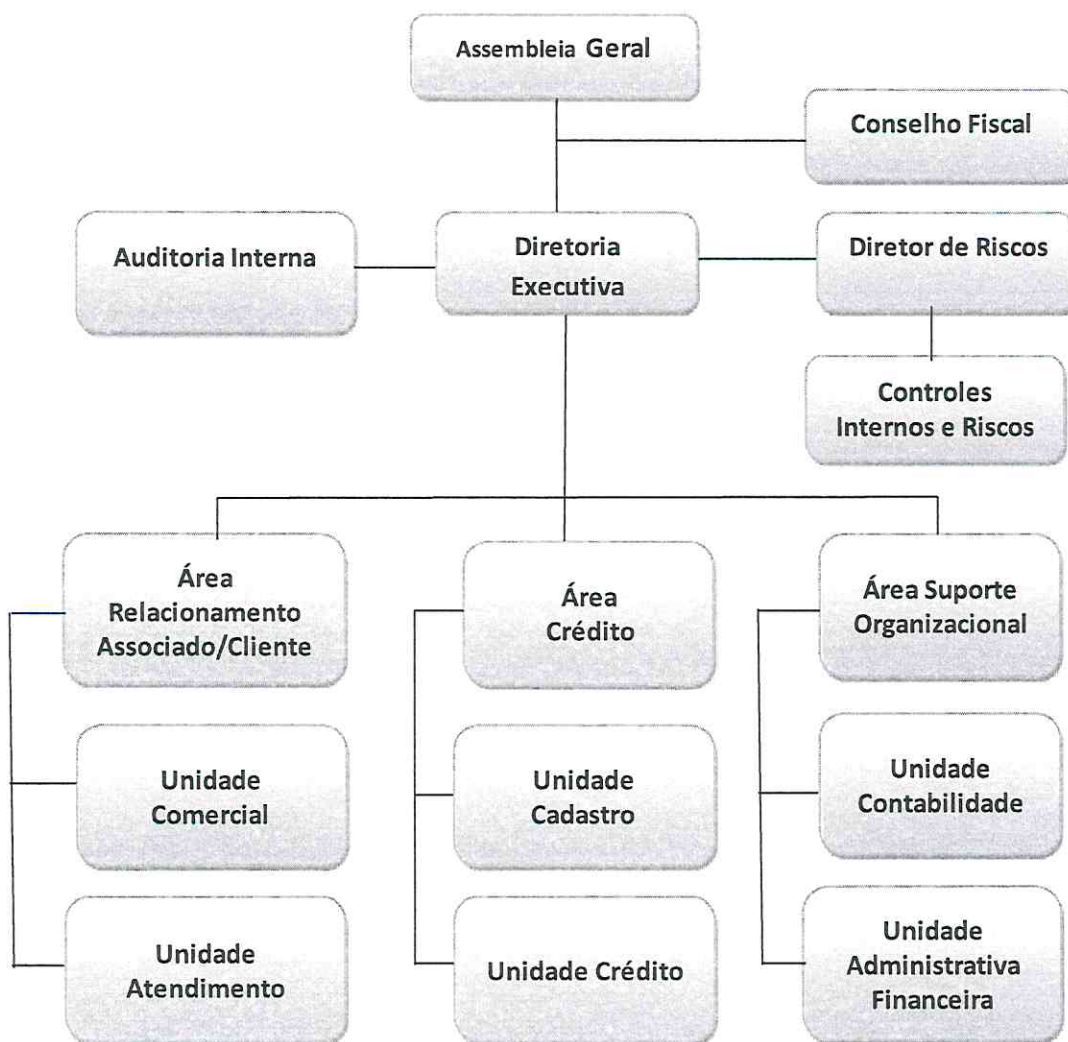 Assembleia Geral
Conselho Fiscal
Auditoria Interna
Diretoria
Executiva
Diretor de Riscos
Controles
Internos e Riscos
Área
Relacionamento
Associado/Cliente
Área
Crédito
Área Suporte
Organizacional
Unidade
Comercial
Unidade
Cadastro
Unidade
Contabilidade
Unidade
Atendimento
Unidade Crédito
Unidade
Administrativa
Financeira